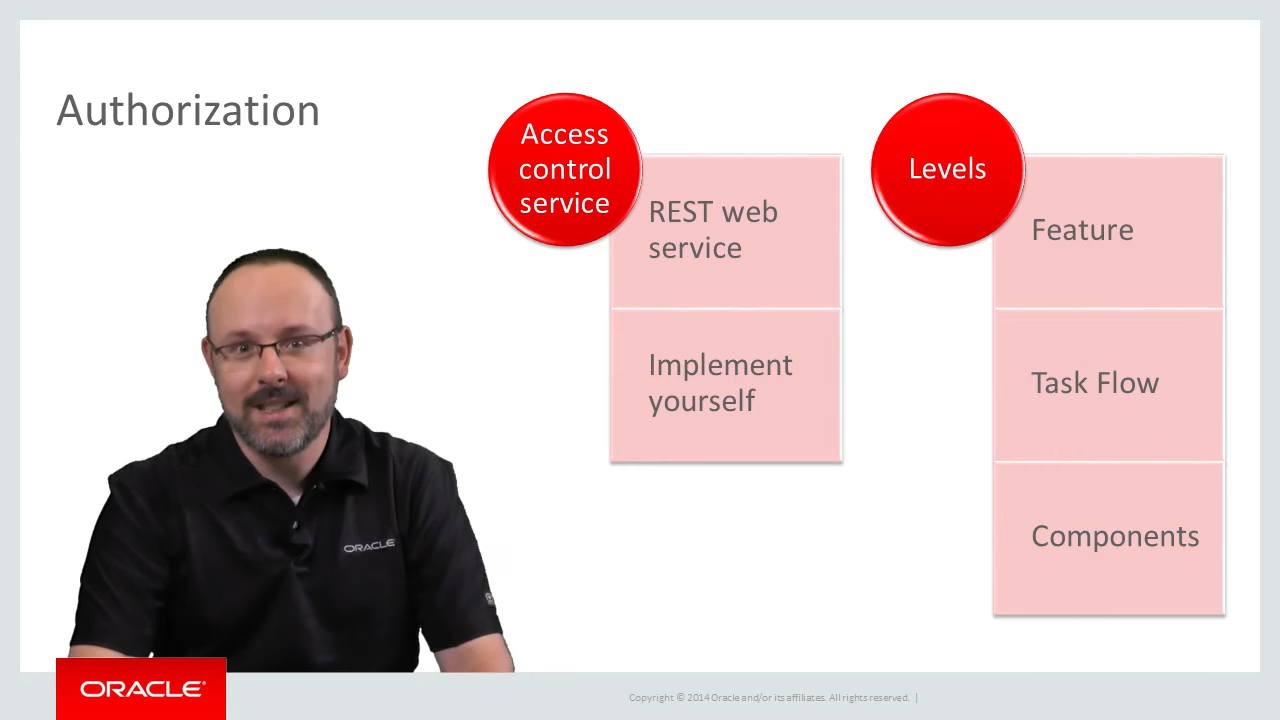 Authorization
Access
control
service
REST web
service
Implement
yourself
Levels
Feature
Task Flow
Components
ORACLE
ORACLE®
Copyright © 2014 Oracle and/or its affiliates. All rights reserved. |